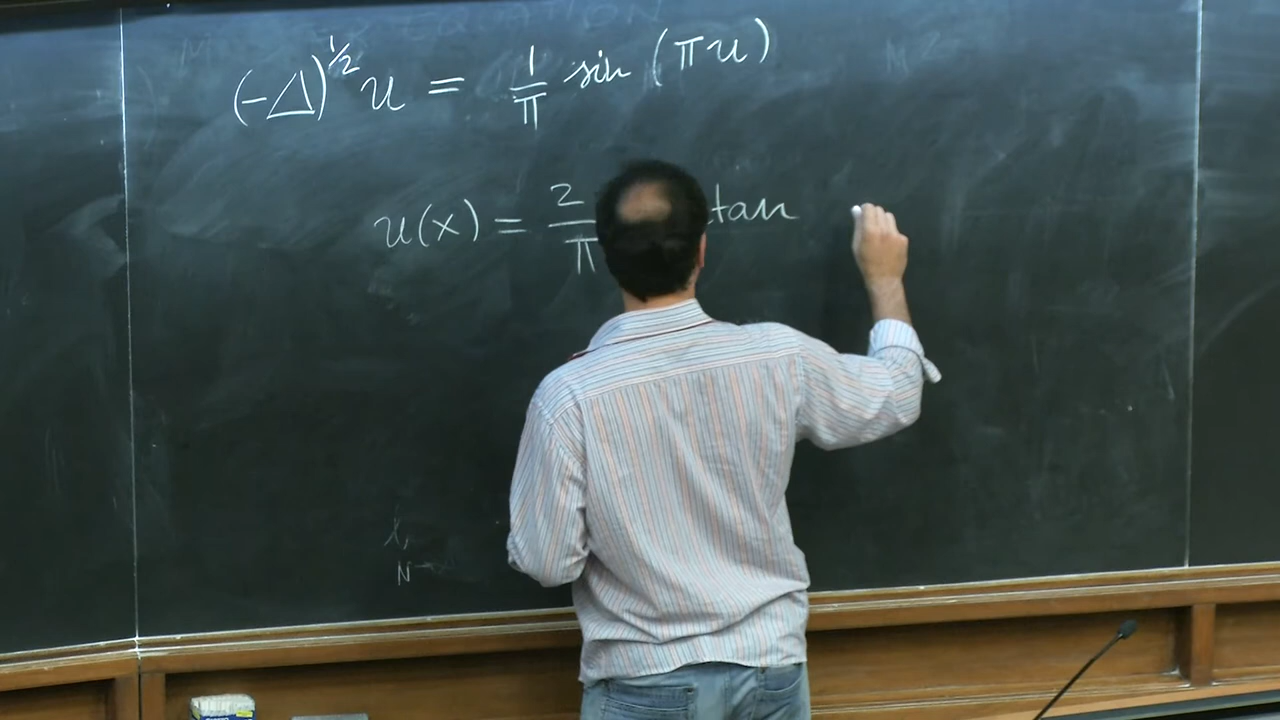 (-Δ)^{1/2} u = 1/π sin (πu)
u(x) = 2/π tan
N